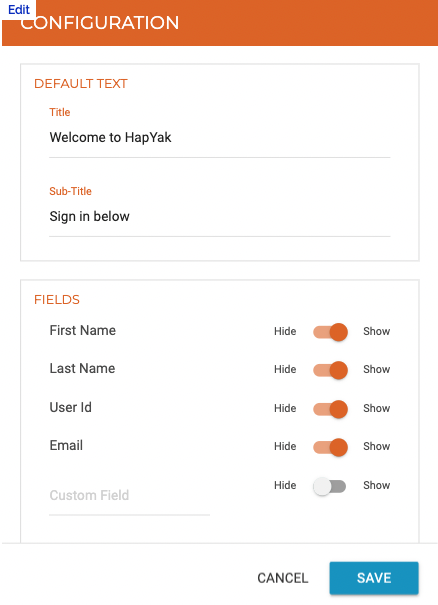 Edit
CONFIGURATION
DEFAULT TEXT
Title
Welcome to HapYak
Sub-Title
Sign in below
FIELDS
First Name Hide Show
Last Name Hide Show
User Id Hide Show
Email Hide Show
Custom Field Hide Show
CANCEL SAVE